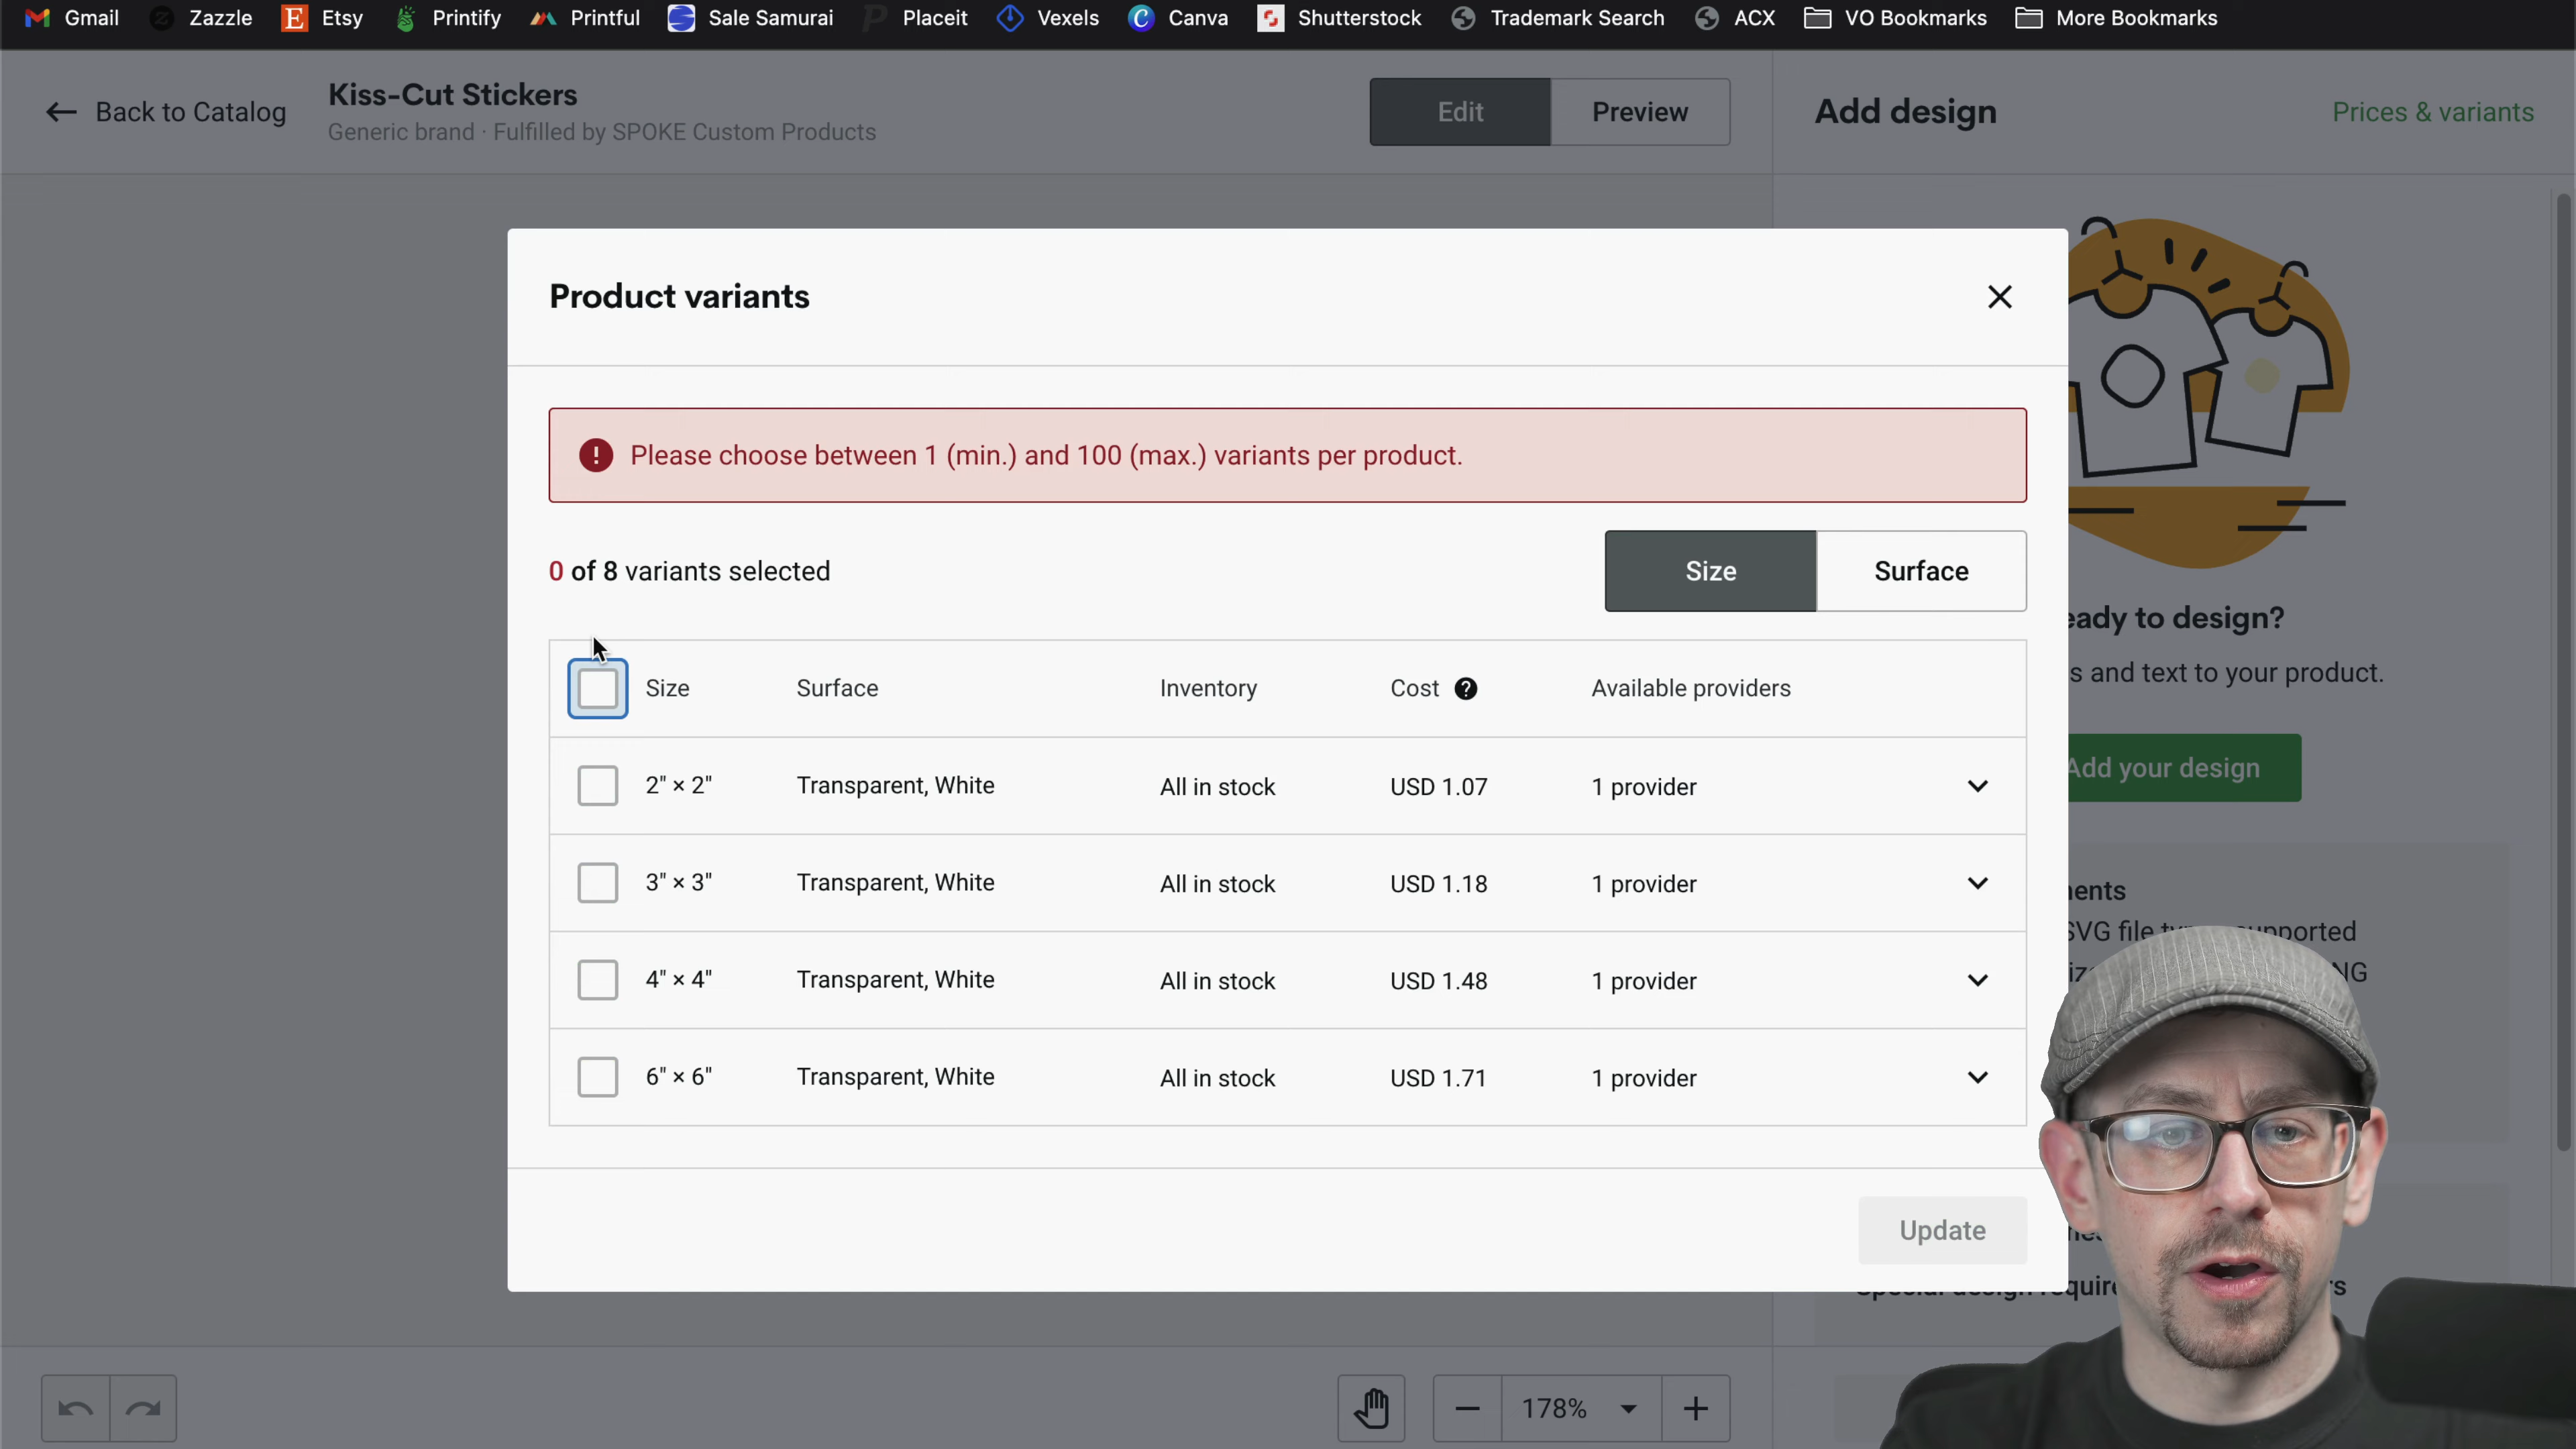 Gmail Zazzle Etsy Printify Printful Sale Samurai Placeit Vexels Canva Shutterstock Trademark Search ACX VO Bookmarks More Bookmarks
Back to Catalog
Kiss-Cut Stickers
Generic brand · Fulfilled by SPOKE Custom Products
Edit Preview
Add design
Prices & variants
Product variants
Please choose between 1 (min.) and 100 (max.) variants per product.
0 of 8 variants selected
Size Surface
Size Surface Inventory Cost Available providers
2" × 2" Transparent, White All in stock USD 1.07 1 provider
3" × 3" Transparent, White All in stock USD 1.18 1 provider
4" × 4" Transparent, White All in stock USD 1.48 1 provider
6" × 6" Transparent, White All in stock USD 1.71 1 provider
Update
eady to design?
s and text to your product.
Add your design
SVG file supported
NG
Special design
178%